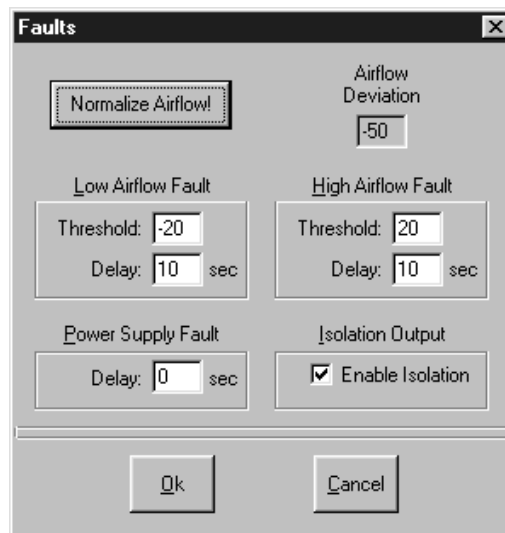 Faults
Normalize Airflow!
Airflow
Deviation
-50
Low Airflow Fault
Threshold: -20
Delay: 10 sec
High Airflow Fault
Threshold: 20
Delay: 10 sec
Power Supply Fault
Delay: 0 sec
Isolation Output
Enable Isolation
Ok
Cancel